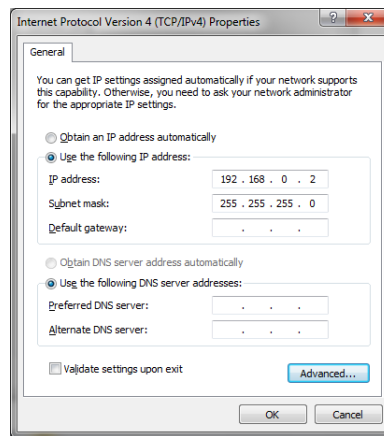 Internet Protocol Version 4 (TCP/IPv4) Properties
General
You can get IP settings assigned automatically if your network supports
this capability. Otherwise, you need to ask your network administrator
for the appropriate IP settings.
Obtain an IP address automatically
Use the following IP address:
IP address: 192 . 168 . 0 . 2
Subnet mask: 255 . 255 . 255 . 0
Default gateway: . . .
Obtain DNS server address automatically
Use the following DNS server addresses:
Preferred DNS server: . . .
Alternate DNS server: . . .
Validate settings upon exit
Advanced...
OK Cancel